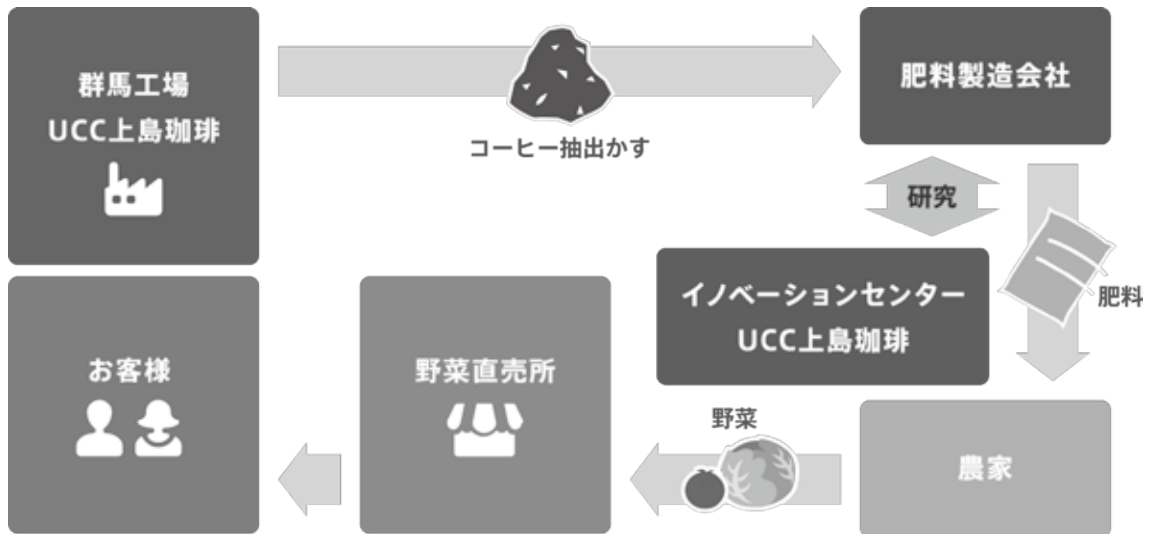 群馬工場
UCC上島珈琲
コーヒー抽出かす
肥料製造会社
研究
肥料
イノベーションセンター
UCC上島珈琲
お客様
野菜直売所
野菜
農家